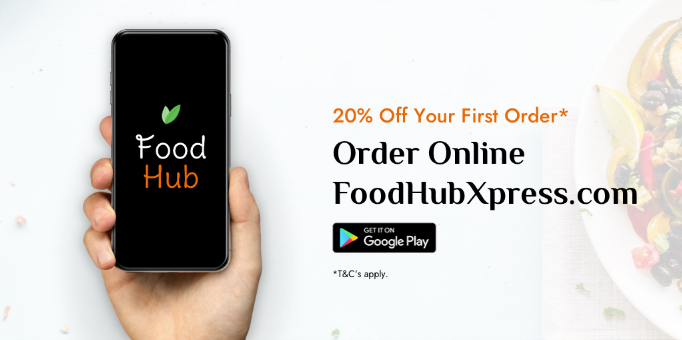 Food
Hub
20% Off Your First Order*
Order Online
FoodHubXpress.com
GET IT ON
Google Play
*T&C's apply.